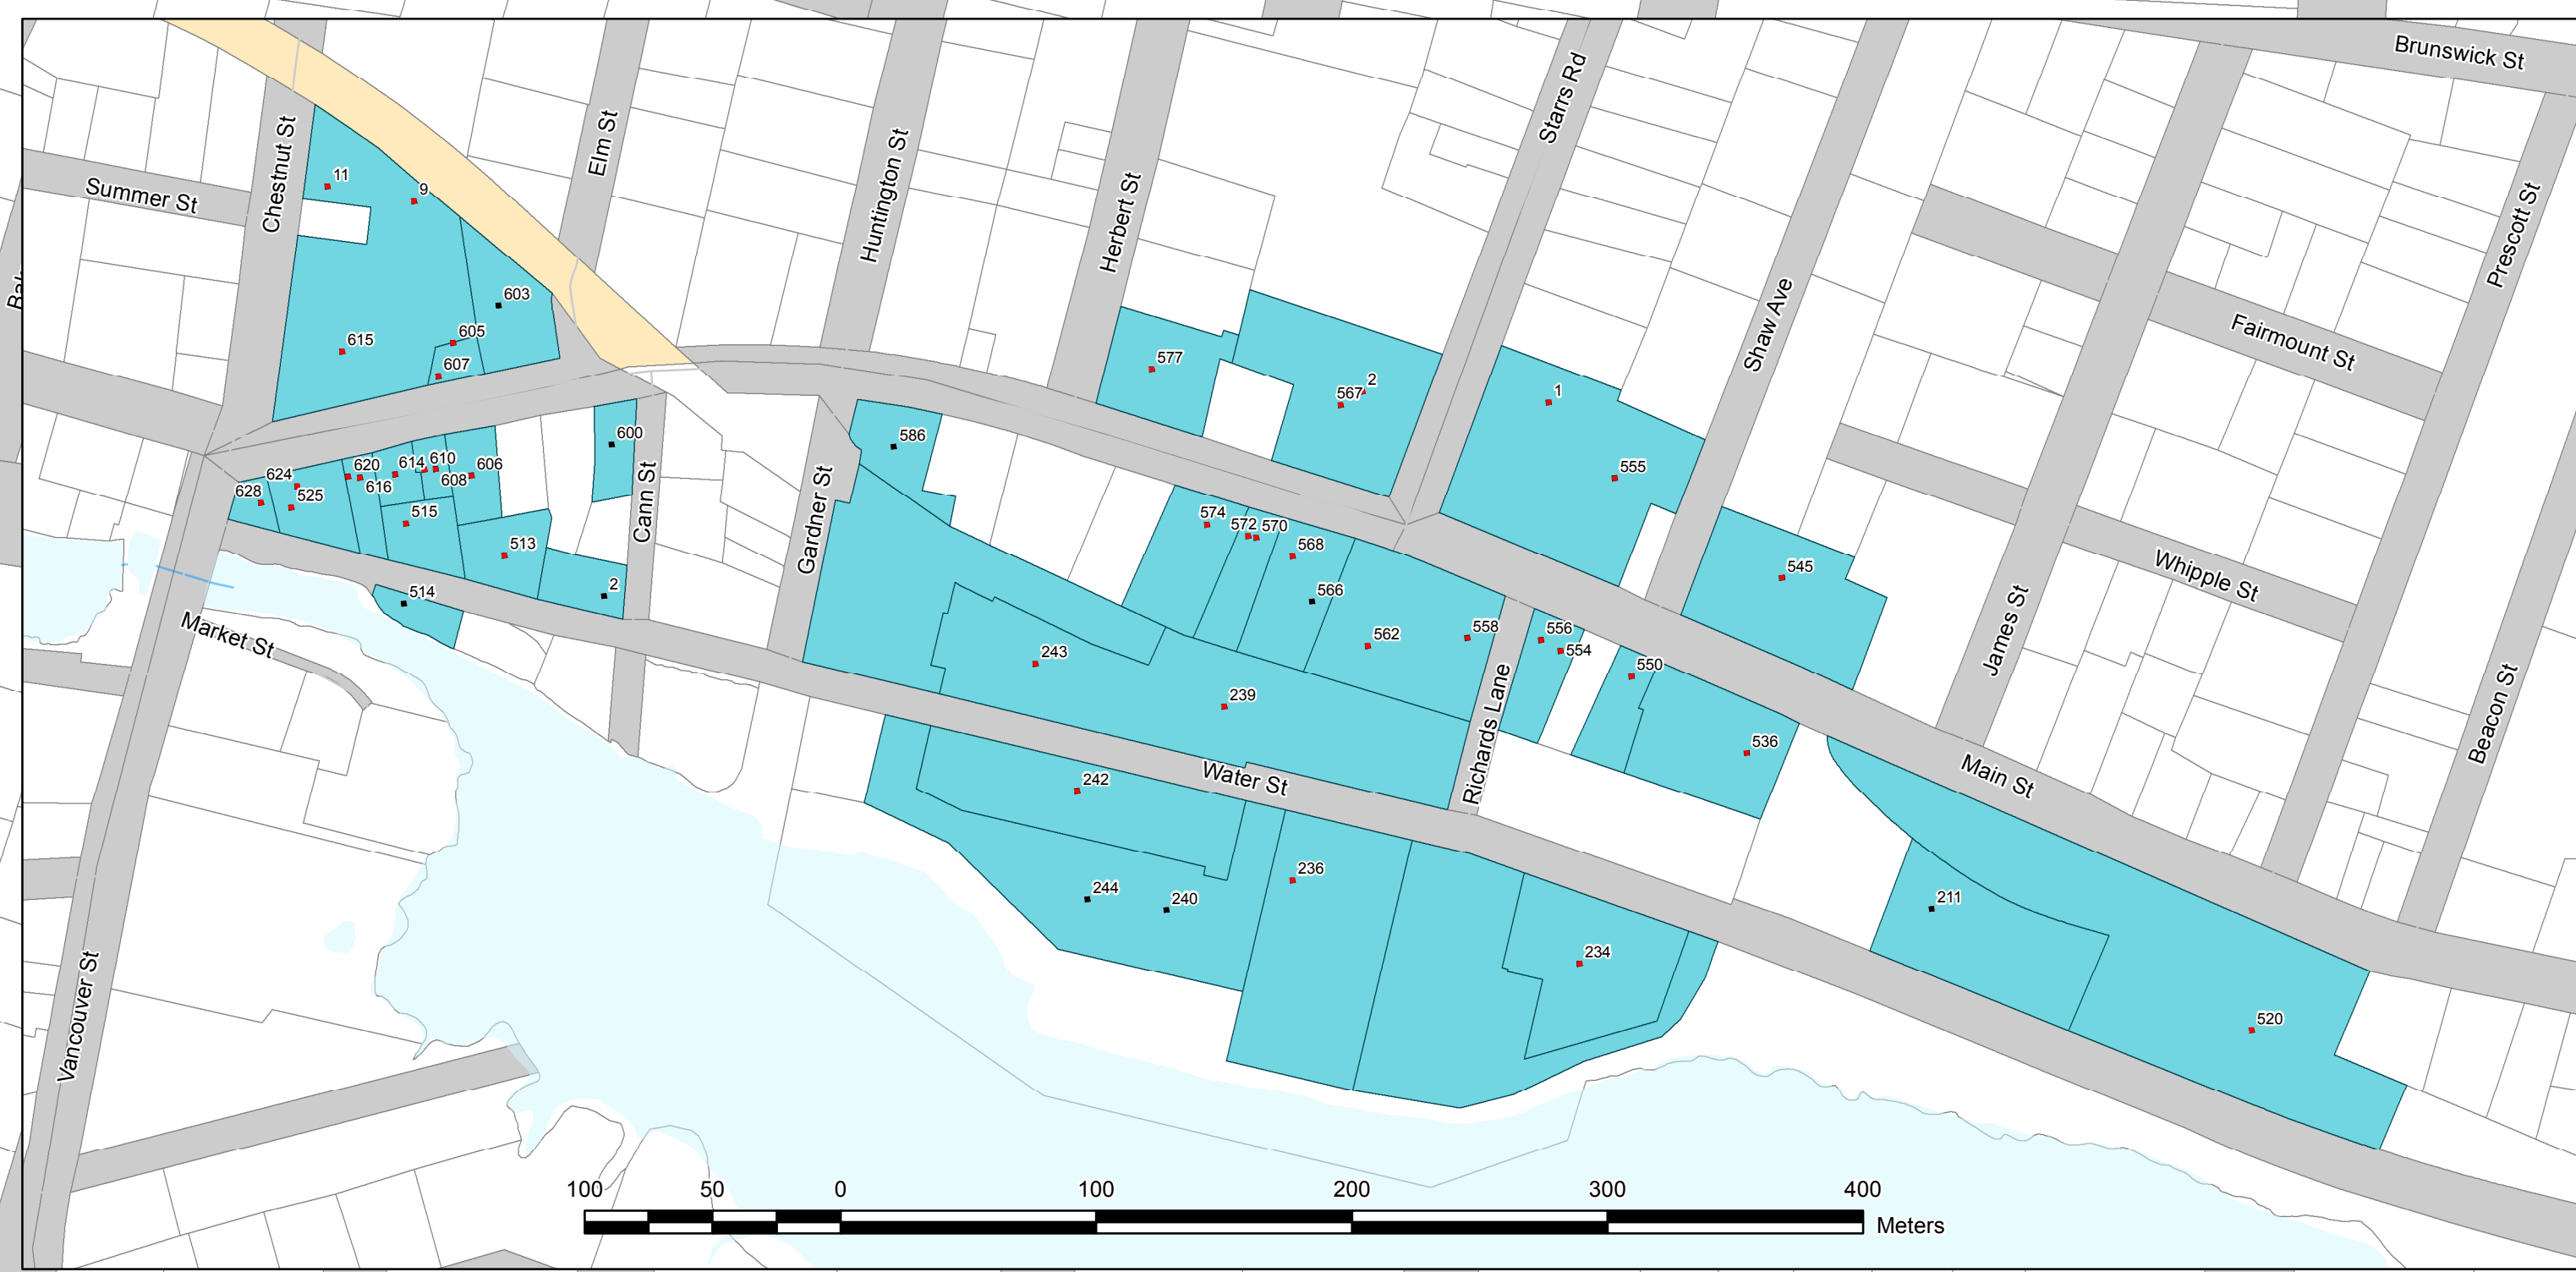 Brunswick St
Starrs Rd
Elm St
Chestnut St
Huntington St
Herbert St
11
9
Summer St
Prescott St
603
Shaw Ave
605
615
607
577
567
2
1
Fairmount St
586
600
624
620
614
610
606
628
525
616
608
555
Cann St
Gardner St
515
574
572
570
568
513
545
Whipple St
2
514
566
James St
Market St
243
562
558
556
554
550
Richards Lane
239
Beacon St
536
242
Water St
Main St
236
244
240
211
234
520
Vancouver St
100 50 0 100 200 300 400
Meters